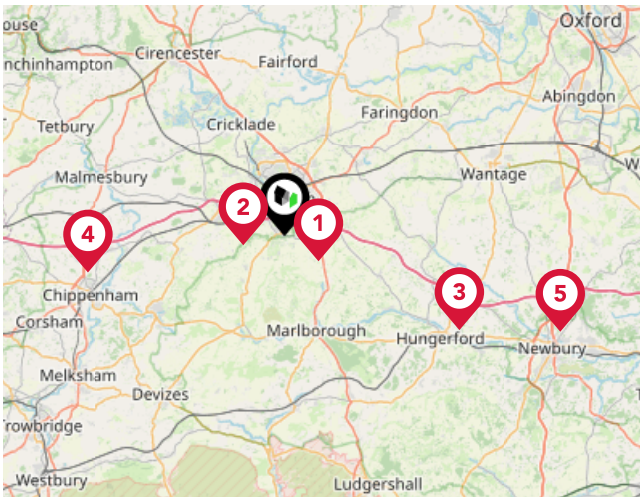 ouse
Oxford
Cirencester
nchinhampton
Fairford
Abingdon
Faringdon
Tetbury
Cricklade
W
Malmesbury
Wantage
2
1
4
3
5
Chippenham
Corsham
Marlborough
Hungerford
Newbury
Melksham
Devizes
Trowbridge
Westbury
Ludgershall